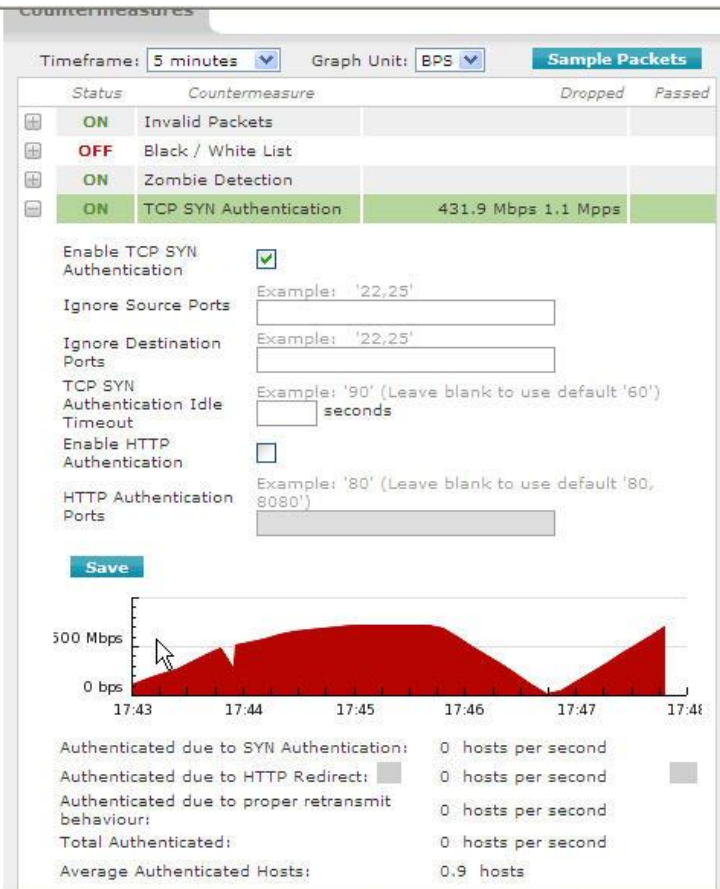 Countermeasures
Timeframe: 5 minutes Graph Unit: BPS Sample Packets
Status Countermeasure Dropped Passed
ON Invalid Packets
OFF Black / White List
ON Zombie Detection
ON TCP SYN Authentication 431.9 Mbps 1.1 Mpps
Enable TCP SYN
Authentication
Example: '22,25'
Ignore Source Ports
Example: '22,25'
Ignore Destination
Ports
TCP SYN
Authentication Idle
Timeout
Example: '90' (Leave blank to use default '60')
seconds
Enable HTTP
Authentication
Example: '80' (Leave blank to use default '80,
8080')
HTTP Authentication
Ports
Save
500 Mbps
0 bps
17:43 17:44 17:45 17:46 17:47 17:48
Authenticated due to SYN Authentication: 0 hosts per second
Authenticated due to HTTP Redirect: 0 hosts per second
Authenticated due to proper retransmit
behaviour: 0 hosts per second
Total Authenticated: 0 hosts per second
Average Authenticated Hosts: 0.9 hosts